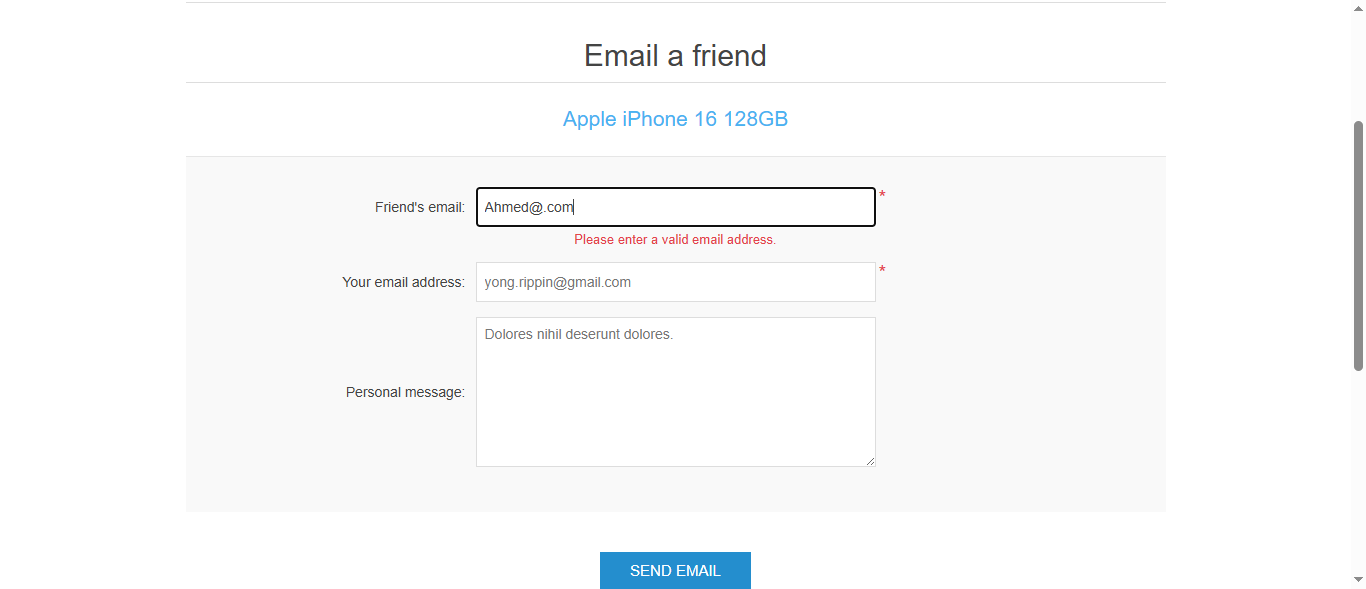 Email a friend
Apple iPhone 16 128GB
Friend's email: Ahmed@.com *
Please enter a valid email address.
Your email address: yong.rippin@gmail.com *
Dolores nihil deserunt dolores.
Personal message:
SEND EMAIL